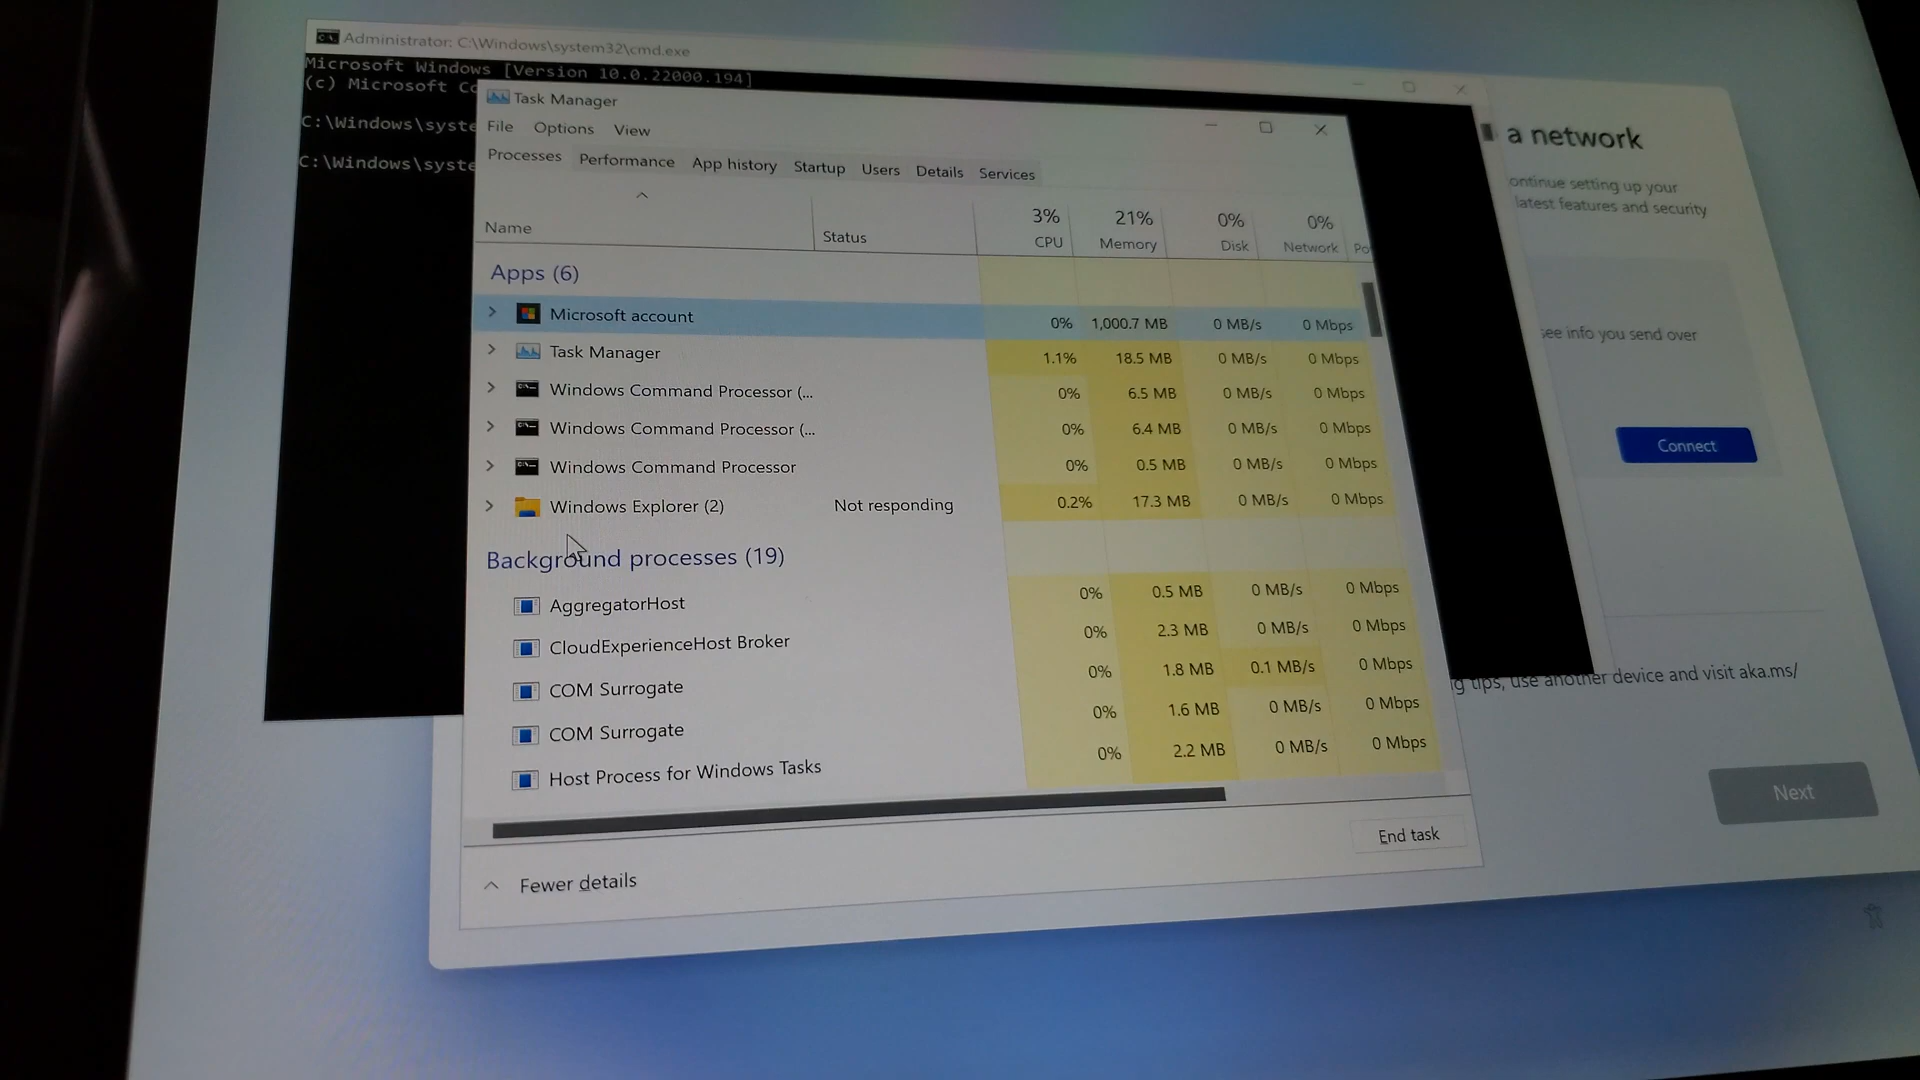 Administrator: C:\Windows\system32\cmd.exe
Microsoft Windows [Version 10.0.22000.194]
(c) Microsoft Co
C:\Windows\syste
C:\Windows\syste
Task Manager
File Options View
Processes Performance App history Startup Users Details Services
3% 21% 0% 0%
Name Status CPU Memory Disk Network Po
Apps (6)
Microsoft account 0% 1,000.7 MB 0 MB/s 0 Mbps
Task Manager 1.1% 18.5 MB 0 MB/s 0 Mbps
Windows Command Processor (... 0% 6.5 MB 0 MB/s 0 Mbps
Windows Command Processor (... 0% 6.4 MB 0 MB/s 0 Mbps
Windows Command Processor 0% 0.5 MB 0 MB/s 0 Mbps
Windows Explorer (2) Not responding 0.2% 17.3 MB 0 MB/s 0 Mbps
Background processes (19)
AggregatorHost 0% 0.5 MB 0 MB/s 0 Mbps
CloudExperienceHost Broker 0% 2.3 MB 0 MB/s 0 Mbps
COM Surrogate 0% 1.8 MB 0.1 MB/s 0 Mbps
COM Surrogate 0% 1.6 MB 0 MB/s 0 Mbps
Host Process for Windows Tasks 0% 2.2 MB 0 MB/s 0 Mbps
End task
Fewer details
a network
ontinue setting up your
latest features and security
see info you send over
Connect
g tips, use another device and visit aka.ms/
Next